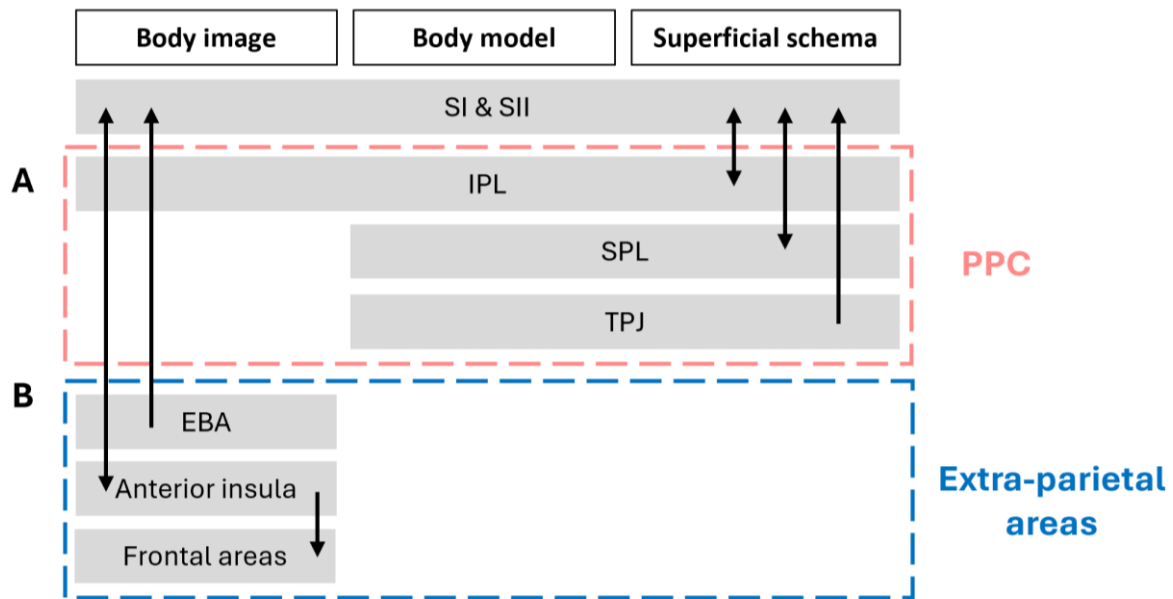 Body image
Body model
Superficial schema
SI & SII
A
IPL
SPL
PPC
TPJ
B
EBA
Anterior insula
Extra-parietal
areas
Frontal areas